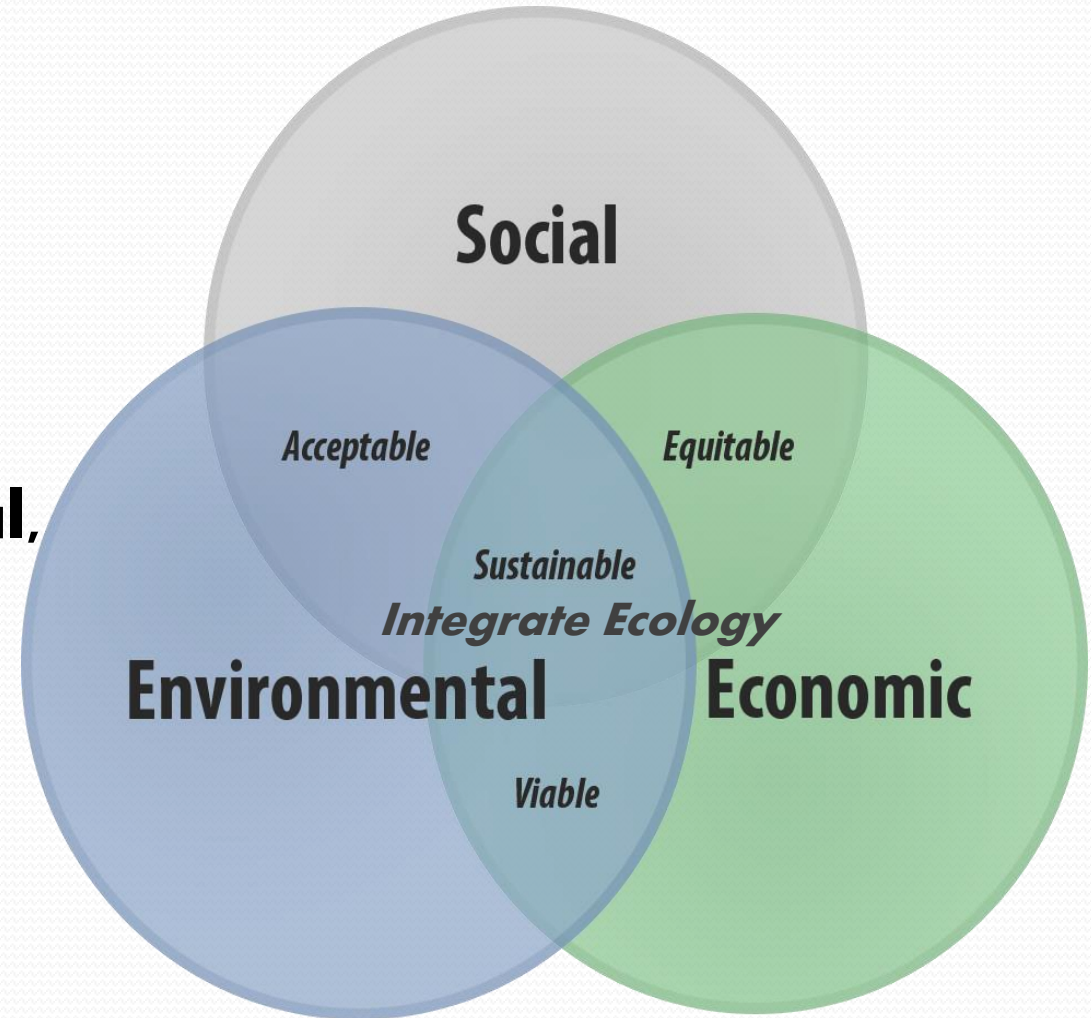 Social
Acceptable
Equitable
l,
Sustainable
Integrate Ecology
Environmental
Economic
Viable